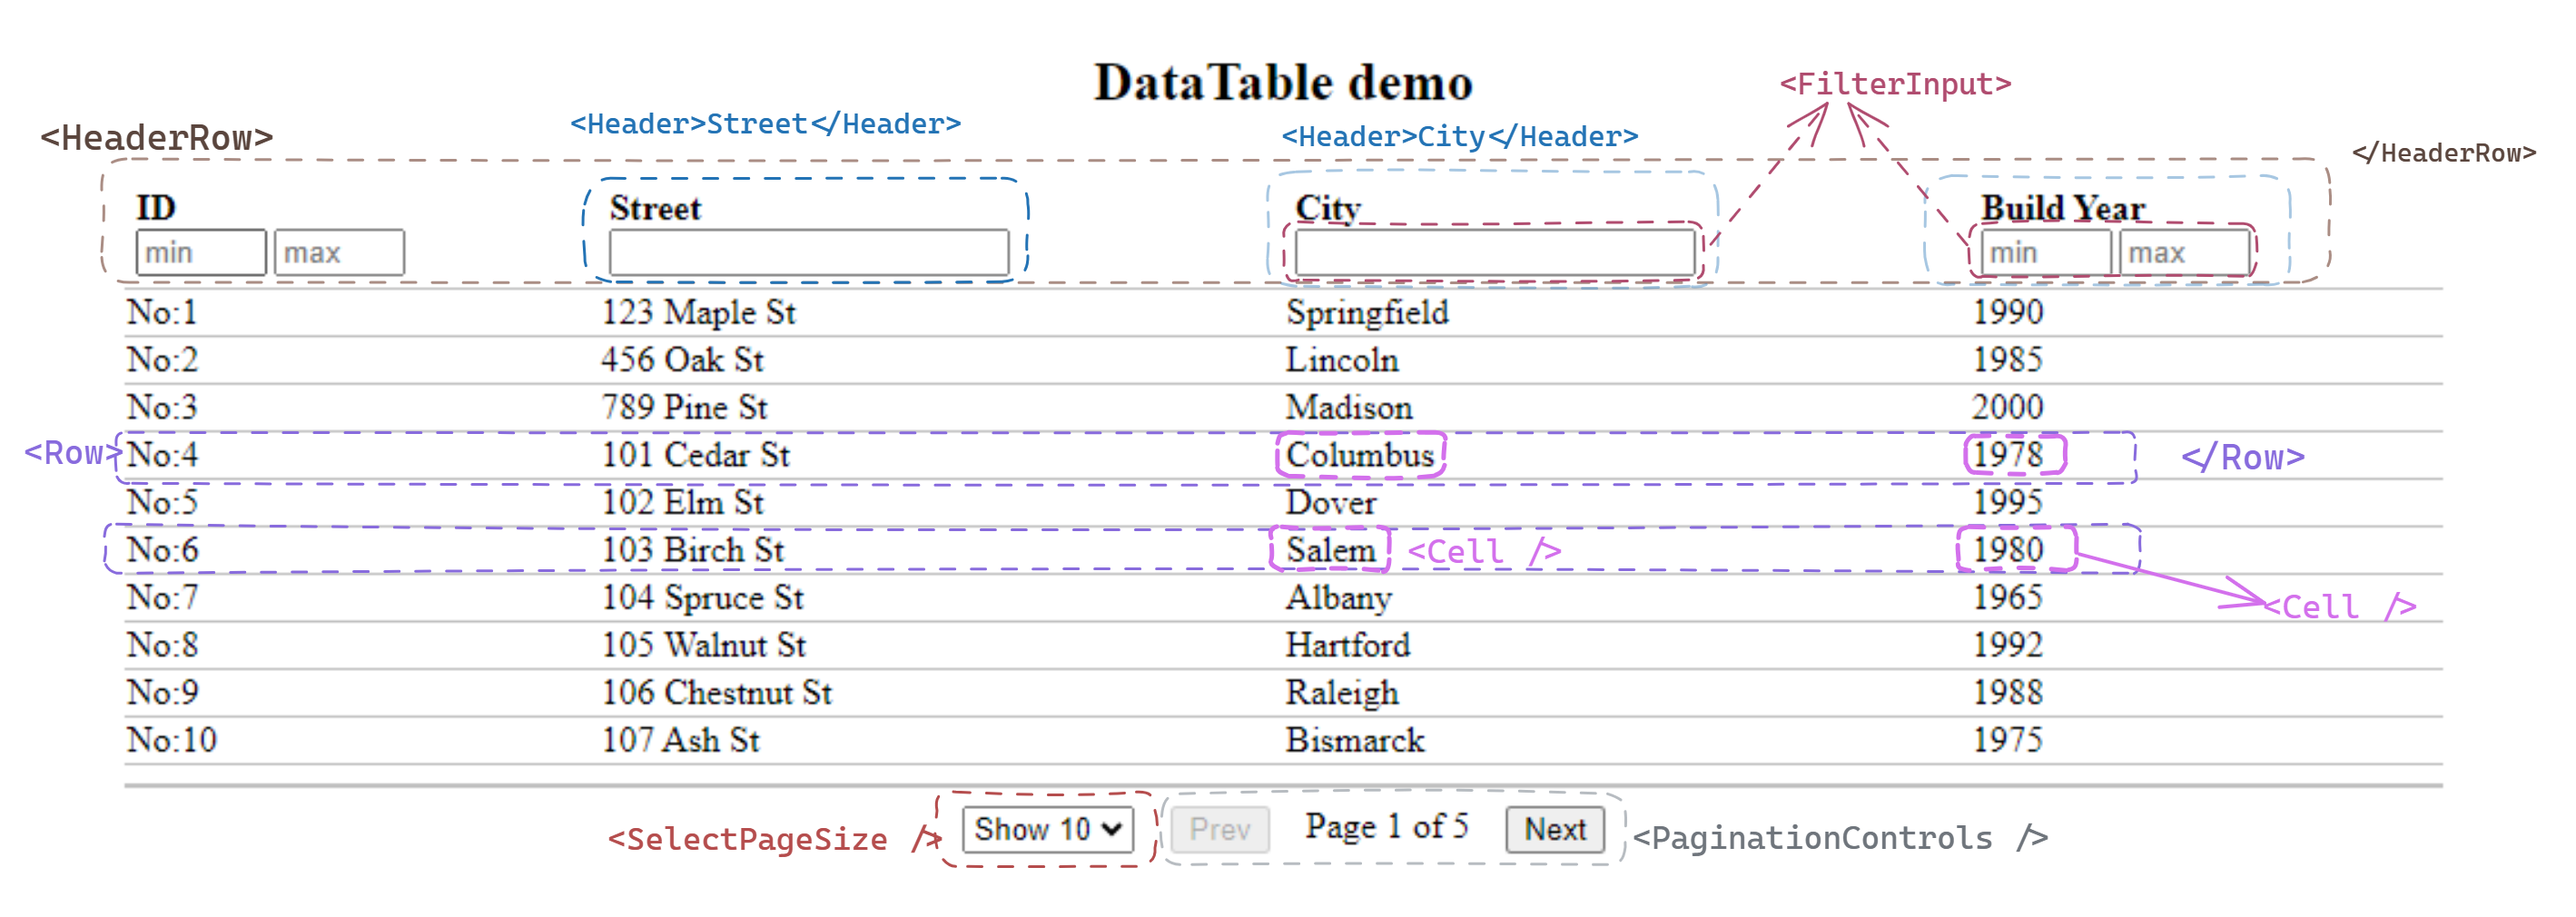 DataTable demo
<FilterInput>
<HeaderRow>
<Header>Street</Header>
<Header>City</Header>
</HeaderRow>
ID Street City Build Year
min max min max
No:1 123 Maple St Springfield 1990
No:2 456 Oak St Lincoln 1985
No:3 789 Pine St Madison 2000
<Row> No:4 101 Cedar St Columbus 1978 </Row>
No:5 102 Elm St Dover 1995
No:6 103 Birch St Salem <Cell /> 1980
No:7 104 Spruce St Albany 1965 <Cell />
No:8 105 Walnut St Hartford 1992
No:9 106 Chestnut St Raleigh 1988
No:10 107 Ash St Bismarck 1975
<SelectPageSize /> Show 10 Prev Page 1 of 5 Next <PaginationControls />